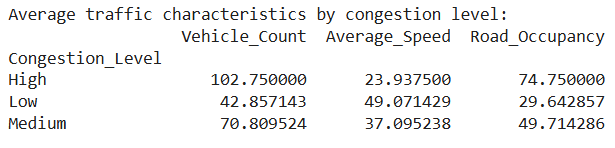 Average traffic characteristics by congestion level:
                  Vehicle_Count  Average_Speed  Road_Occupancy
Congestion_Level
High                 102.750000      23.937500       74.750000
Low                   42.857143      49.071429       29.642857
Medium                70.809524      37.095238       49.714286